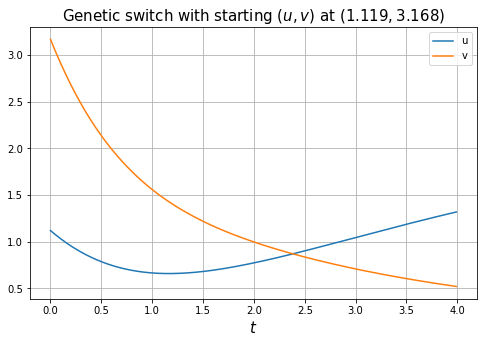 Genetic switch with starting (u, v) at (1.119, 3.168)
u
v
3.0
2.5
2.0
1.5
1.0
0.5
0.0 0.5 1.0 1.5 2.0 2.5 3.0 3.5 4.0
t